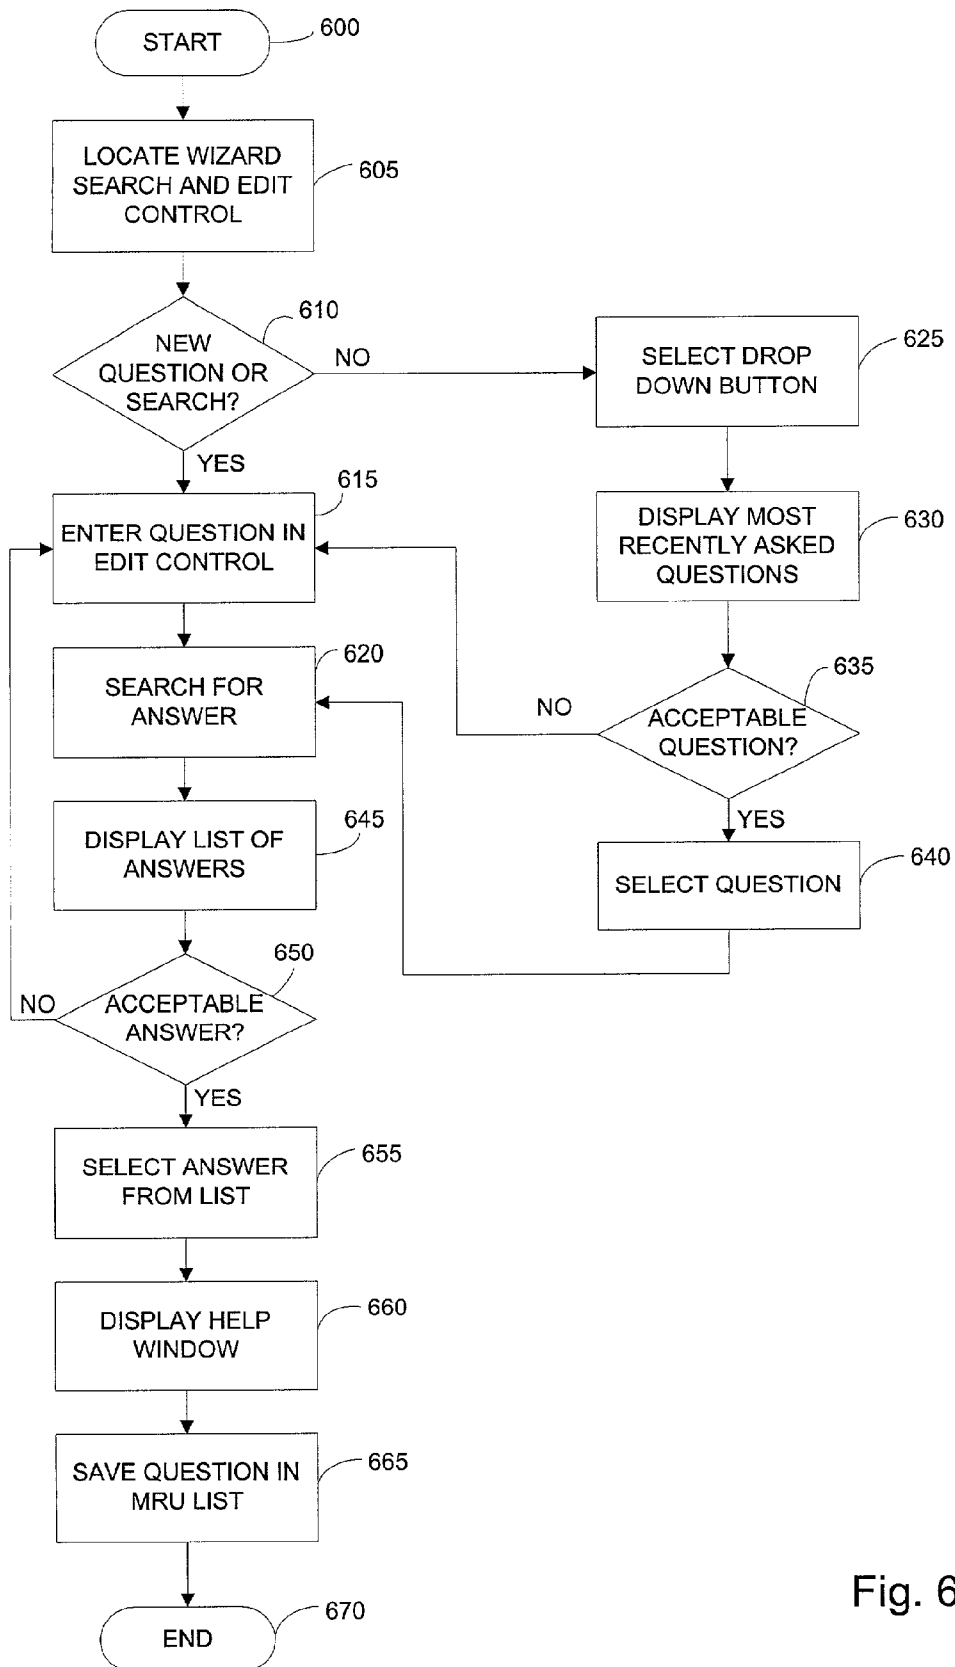 START
600
LOCATE WIZARD
SEARCH AND EDIT
CONTROL
605
NEW
QUESTION OR
SEARCH?
610
NO
YES
SELECT DROP
DOWN BUTTON
625
ENTER QUESTION IN
EDIT CONTROL
615
DISPLAY MOST
RECENTLY ASKED
QUESTIONS
630
SEARCH FOR
ANSWER
620
ACCEPTABLE
QUESTION?
635
NO
YES
DISPLAY LIST OF
ANSWERS
645
SELECT QUESTION
640
ACCEPTABLE
ANSWER?
650
NO
YES
SELECT ANSWER
FROM LIST
655
DISPLAY HELP
WINDOW
660
SAVE QUESTION IN
MRU LIST
665
END
670
Fig. 6